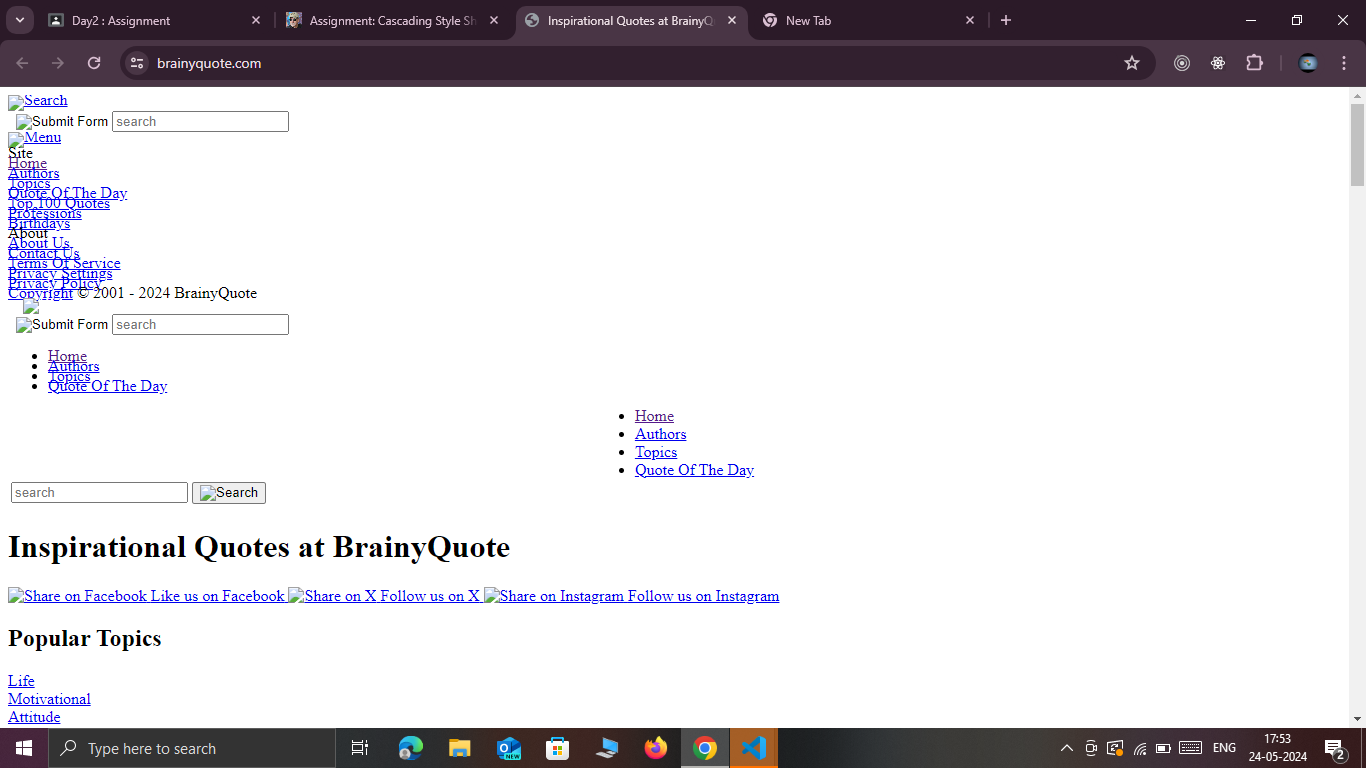 Day2 : Assignment
Assignment: Cascading Style Sh
Inspirational Quotes at BrainyQ
New Tab
brainyquote.com
Search
Submit Form search
Menu
Site
Home
Authors
Topics
Quote Of The Day
Top 100 Quotes
Professions
Birthdays
About
About Us
Contact Us
Terms Of Service
Privacy Settings
Privacy Policy
Copyright © 2001 - 2024 BrainyQuote
Submit Form search
Home
Authors
Topics
Quote Of The Day
Home
Authors
Topics
Quote Of The Day
search Search
Inspirational Quotes at BrainyQuote
Share on Facebook Like us on Facebook Share on X Follow us on X Share on Instagram Follow us on Instagram
Popular Topics
Life
Motivational
Attitude
Type here to search
NEW
ENG
17:53
24-05-2024
2